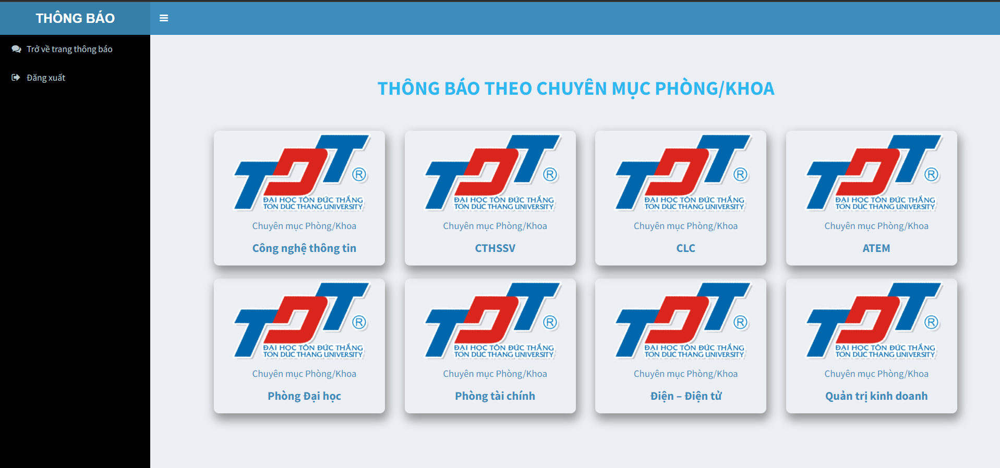 THÔNG BÁO
Trở về trang thông báo
Đăng xuất
THÔNG BÁO THEO CHUYÊN MỤC PHÒNG/KHOA
TDT ®
ĐẠI HỌC TÔN ĐỨC THẮNG
TON DUC THANG UNIVERSITY
Chuyên mục Phòng/Khoa
Công nghệ thông tin
TDT ®
ĐẠI HỌC TÔN ĐỨC THẮNG
TON DUC THANG UNIVERSITY
Chuyên mục Phòng/Khoa
CTHSSV
TDT ®
ĐẠI HỌC TÔN ĐỨC THẮNG
TON DUC THANG UNIVERSITY
Chuyên mục Phòng/Khoa
CLC
TDT ®
ĐẠI HỌC TÔN ĐỨC THẮNG
TON DUC THANG UNIVERSITY
Chuyên mục Phòng/Khoa
ATEM
TDT ®
ĐẠI HỌC TÔN ĐỨC THẮNG
TON DUC THANG UNIVERSITY
Chuyên mục Phòng/Khoa
Phòng Đại học
TDT ®
ĐẠI HỌC TÔN ĐỨC THẮNG
TON DUC THANG UNIVERSITY
Chuyên mục Phòng/Khoa
Phòng tài chính
TDT ®
ĐẠI HỌC TÔN ĐỨC THẮNG
TON DUC THANG UNIVERSITY
Chuyên mục Phòng/Khoa
Điện – Điện tử
TDT ®
ĐẠI HỌC TÔN ĐỨC THẮNG
TON DUC THANG UNIVERSITY
Chuyên mục Phòng/Khoa
Quản trị kinh doanh